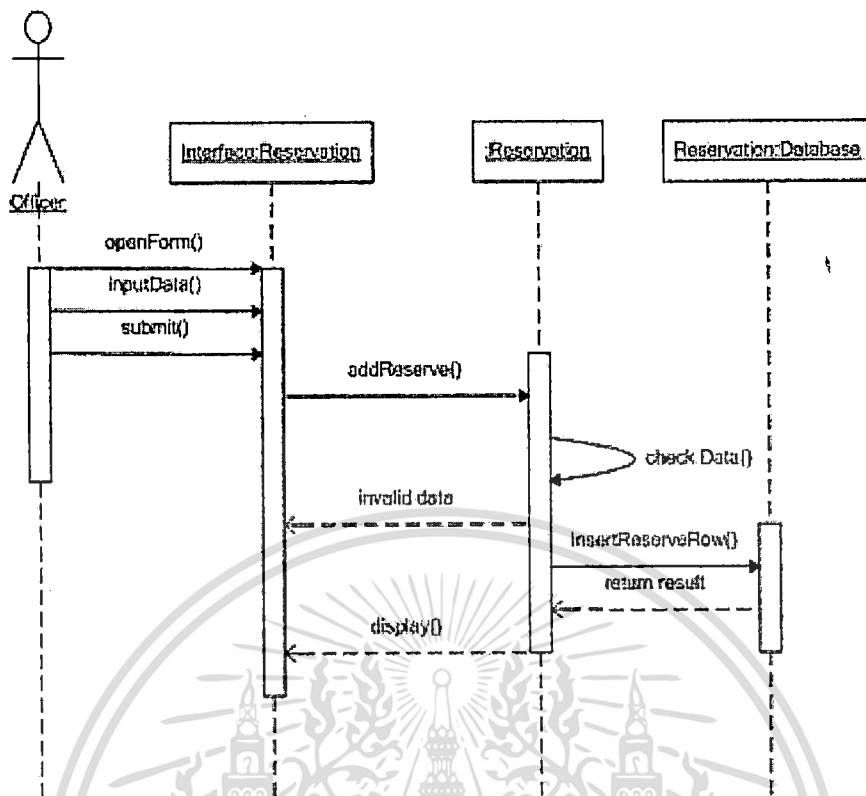 Interface:Reservation
:Reservation
Reservation:Database
Officer
openForm()
inputData()
submit()
addReserve()
check Data()
invalid data
InsertReserveRow()
return result
display()